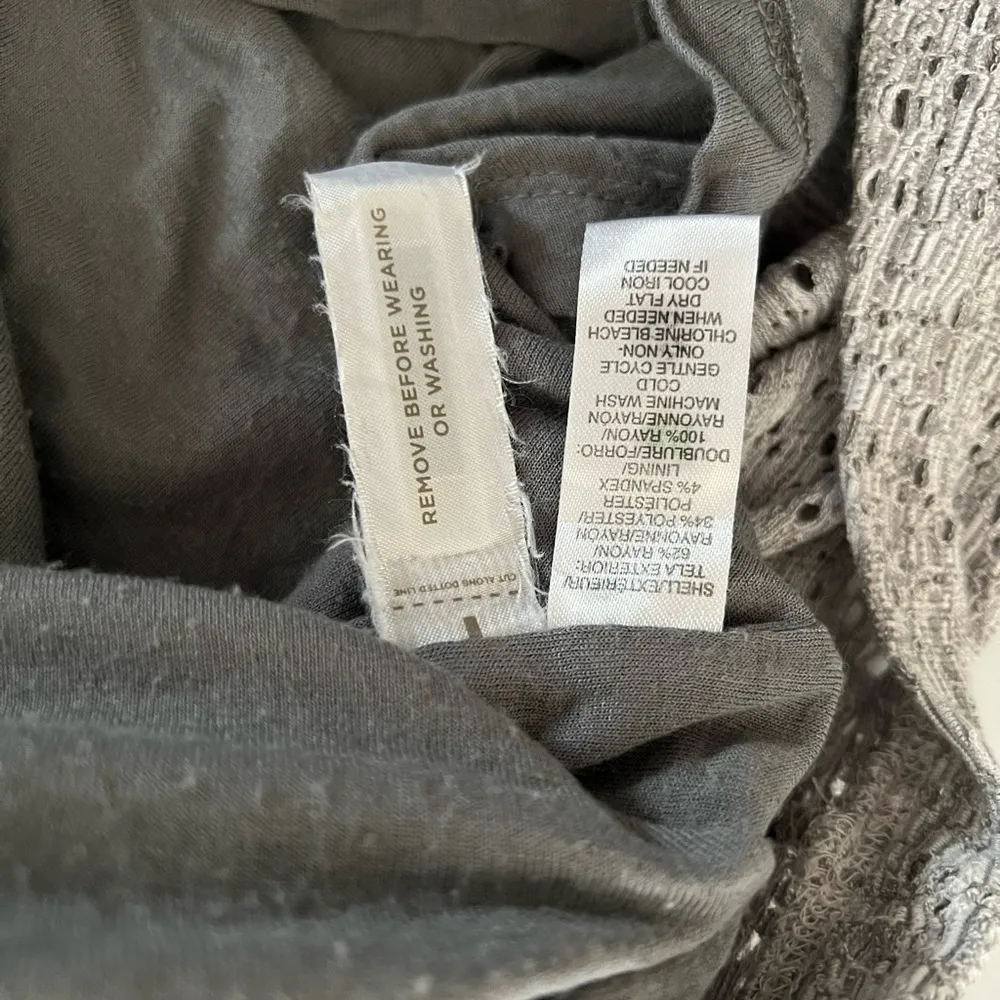 REMOVE BEFORE WEARING
OR WASHING
CUT ALONG DOTTED LINE
SHELL/EXTÉRIEUR/
TELA EXTERIOR:
62% RAYON/
RAYONNE/RAYON
34% POLYESTER/
POLIESTER
4% SPANDEX
LINING/
DOUBLURE/FORRO:
100% RAYON/
RAYONNE/RAYON
MACHINE WASH
COLD
GENTLE CYCLE
ONLY NON-
CHLORINE BLEACH
WHEN NEEDED
DRY FLAT
COOL IRON
IF NEEDED